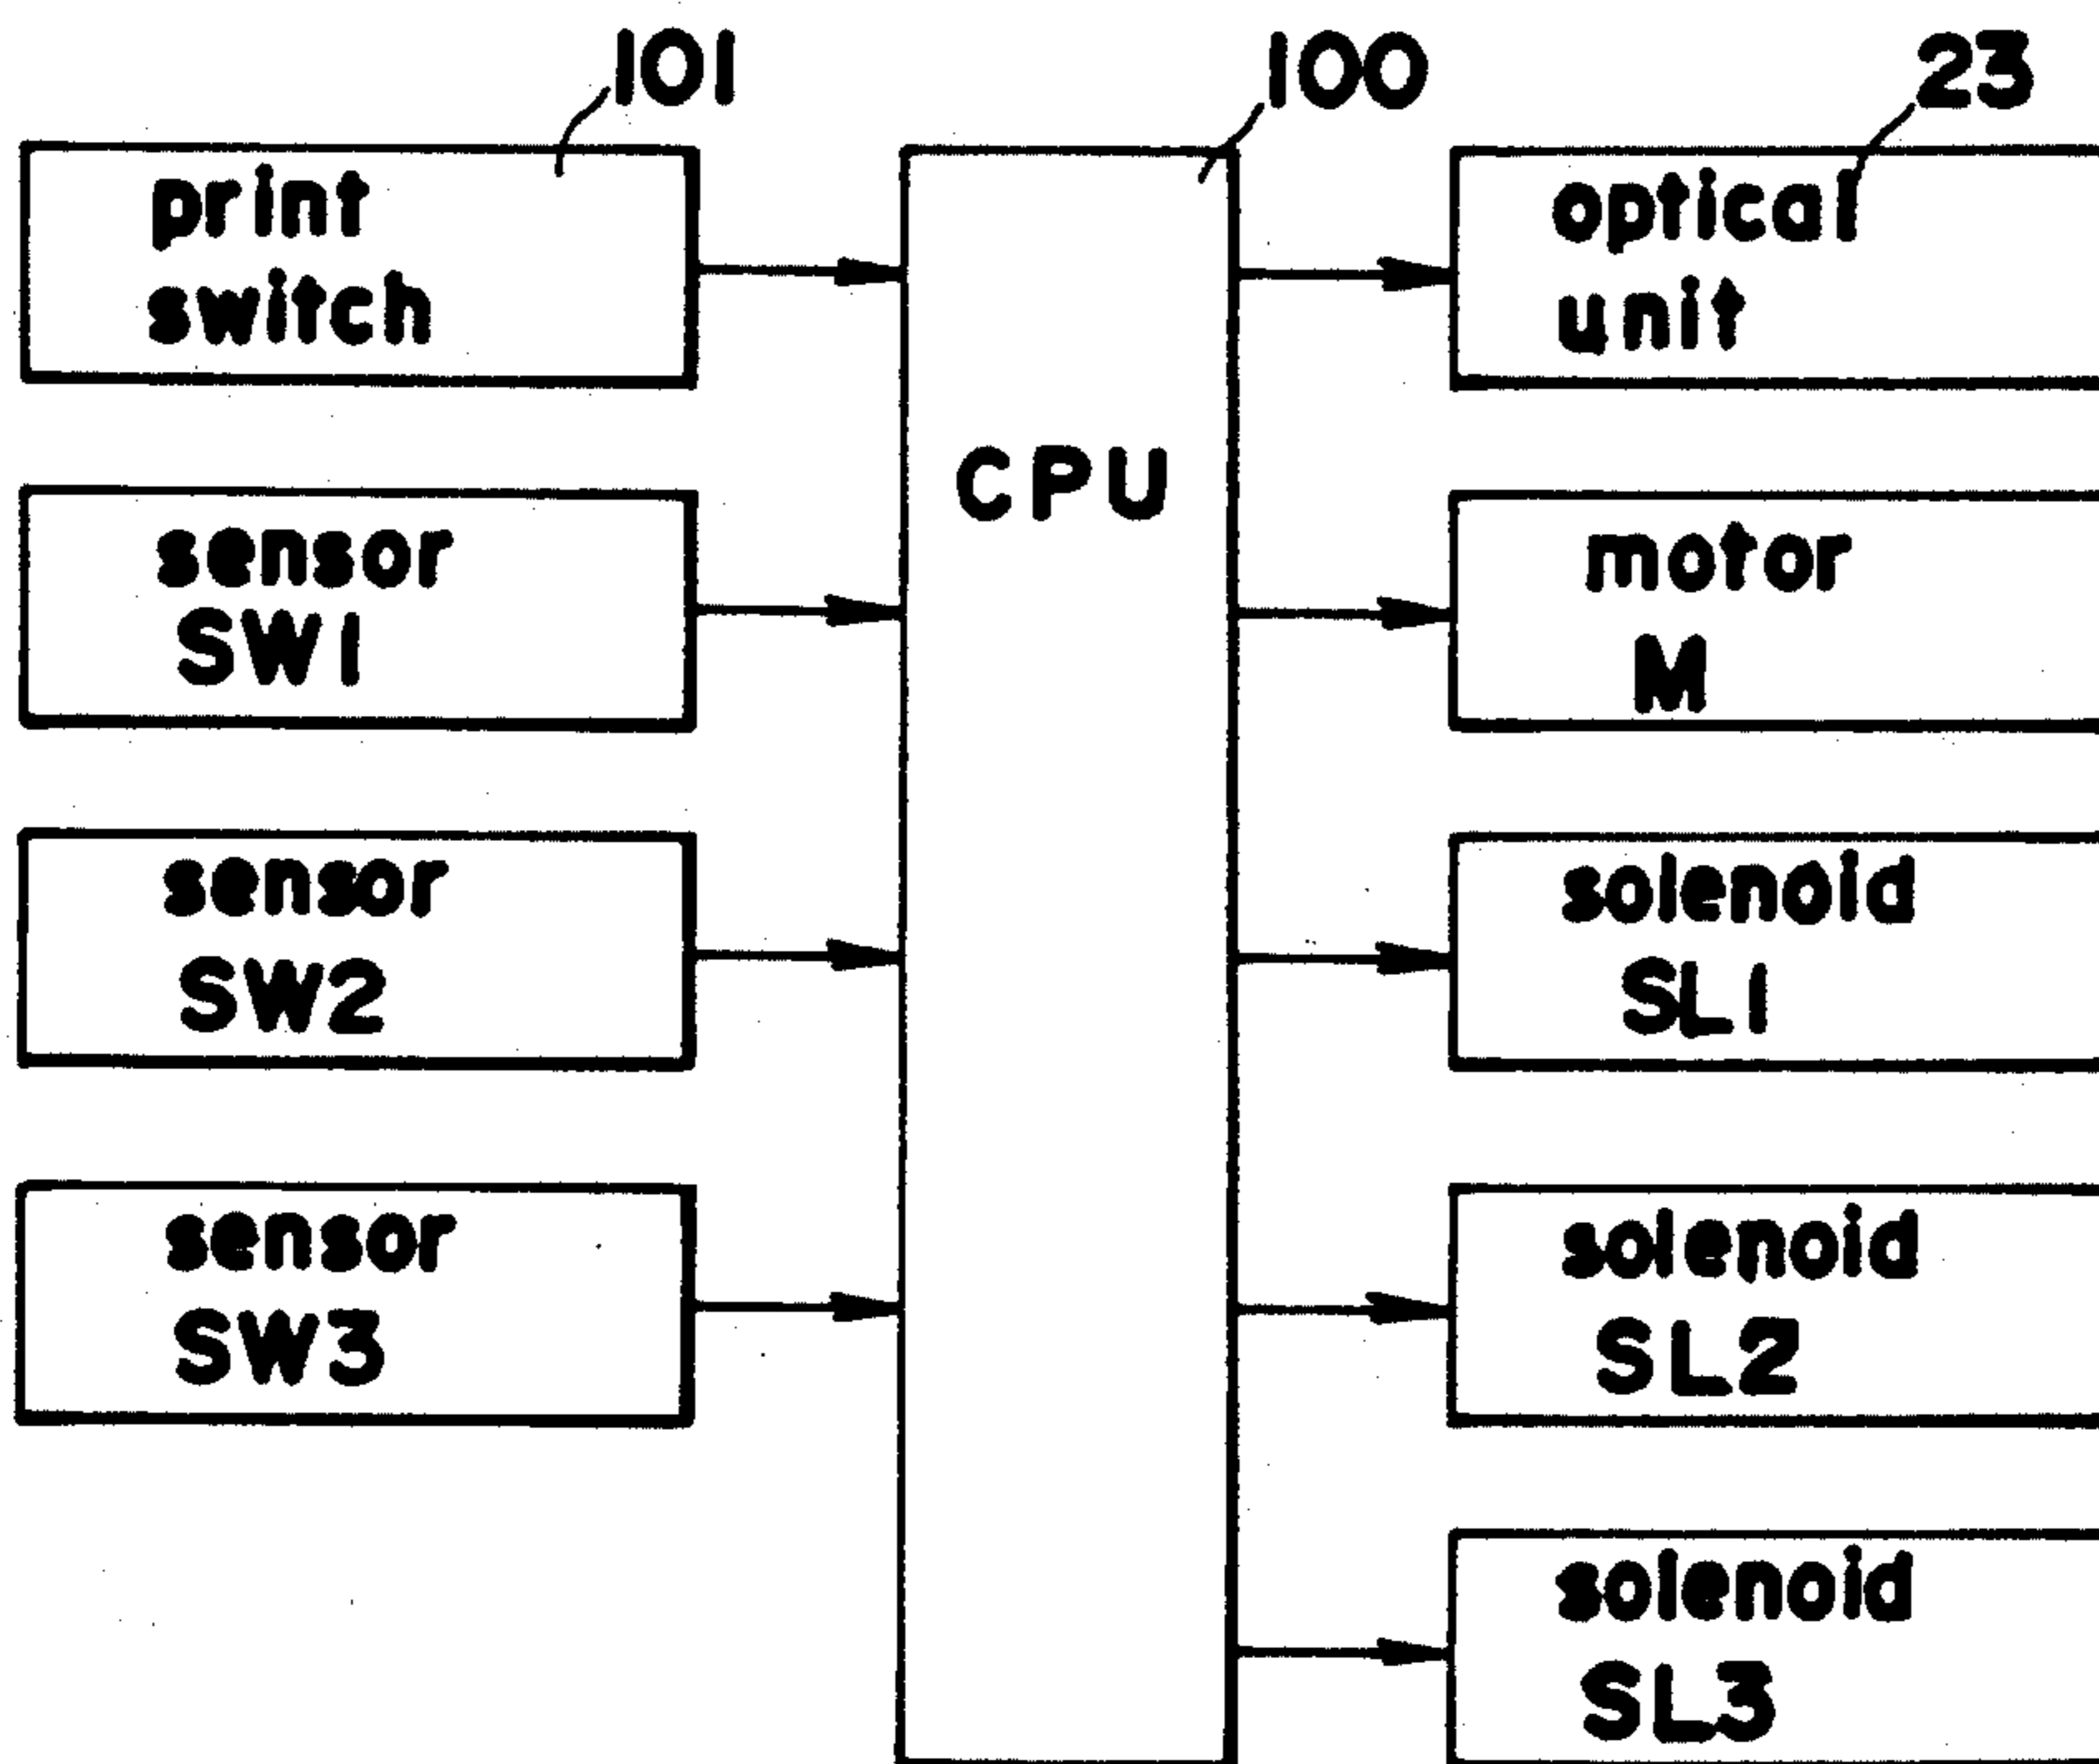 101
100
23
print
switch
sensor
SW1
sensor
SW2
sensor
SW3
CPU
optical
unit
motor
M
solenoid
SL1
solenoid
SL2
solenoid
SL3